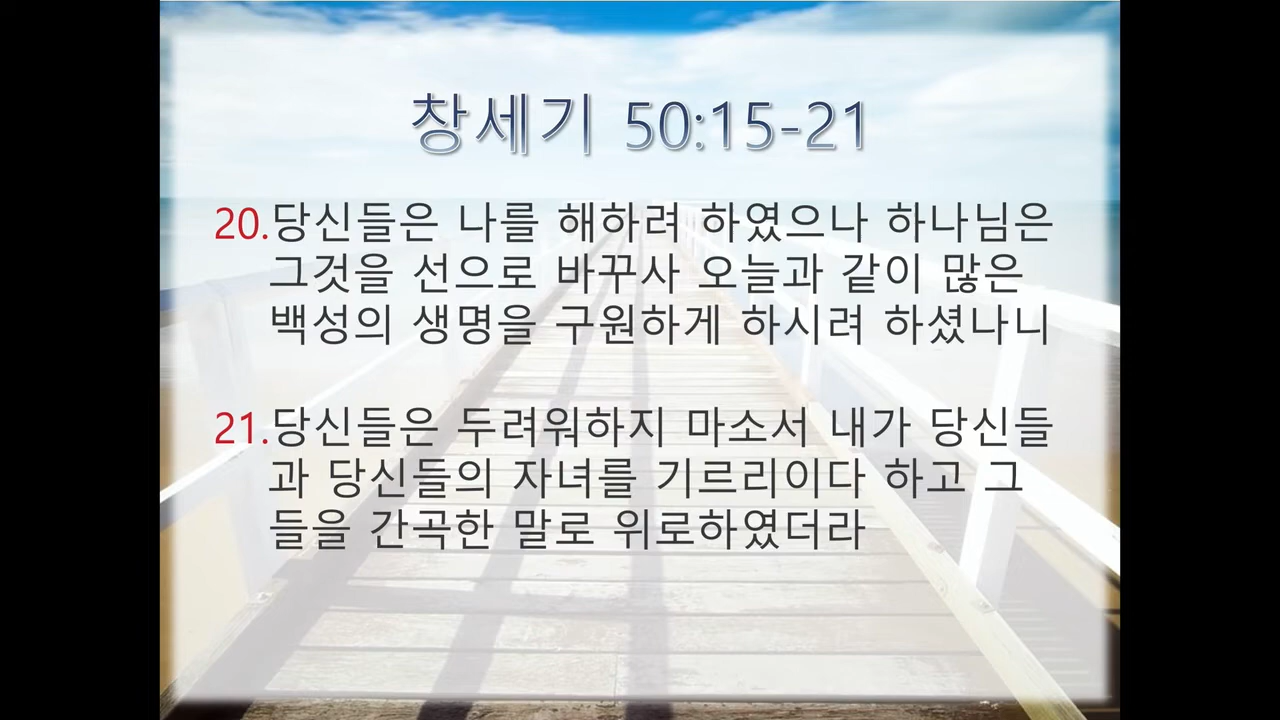 창세기 50:15-21
20.당신들은 나를 해하려 하였으나 하나님은
그것을 선으로 바꾸사 오늘과 같이 많은
백성의 생명을 구원하게 하시려 하셨나니
21.당신들은 두려워하지 마소서 내가 당신들
과 당신들의 자녀를 기르리이다 하고 그
들을 간곡한 말로 위로하였더라